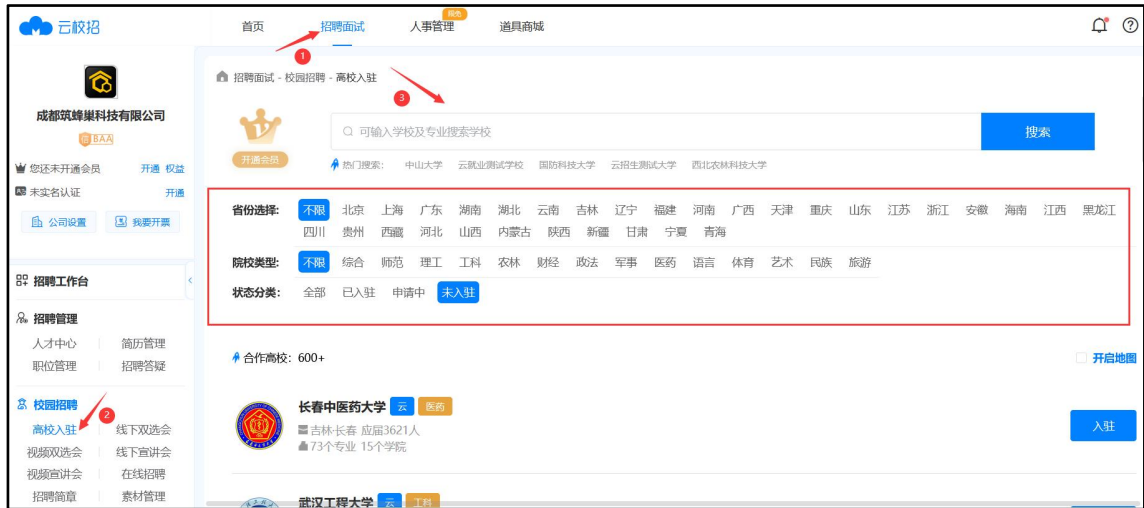 云校招
首页
招聘面试
人事管理
限免
道具商城
1
成都筑蜂巢科技有限公司
BAA
您还未开通会员 开通 权益
未实名认证 开通
公司设置 我要开票
招聘工作台
招聘管理
人才中心 简历管理
职位管理 招聘答疑
校园招聘
2
高校入驻 线下双选会
视频双选会 线下宣讲会
视频宣讲会 在线招聘
招聘简章 素材管理
招聘面试 - 校园招聘 - 高校入驻
3
开通会员
可输入学校及专业搜索学校
搜索
热门搜索： 中山大学 云就业测试学校 国防科技大学 云招生测试大学 西北农林科技大学
省份选择： 不限 北京 上海 广东 湖南 湖北 云南 吉林 辽宁 福建 河南 广西 天津 重庆 山东 江苏 浙江 安徽 海南 江西 黑龙江
四川 贵州 西藏 河北 山西 内蒙古 陕西 新疆 甘肃 宁夏 青海
院校类型： 不限 综合 师范 理工 工科 农林 财经 政法 军事 医药 语言 体育 艺术 民族 旅游
状态分类： 全部 已入驻 申请中 未入驻
合作高校：600+
开启地图
长春中医药大学 云 医药
吉林·长春 应届3621人
73个专业 15个学院
入驻
武汉工程大学 云 工科